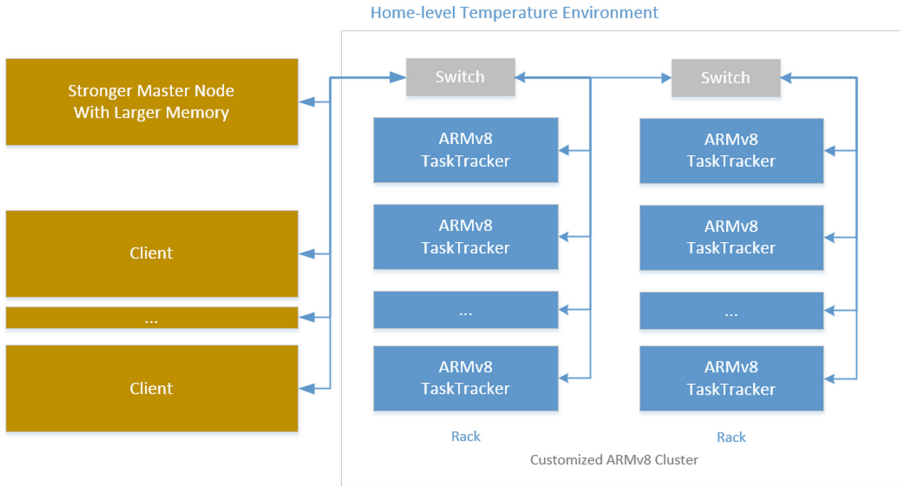 Home-level Temperature Environment
Stronger Master Node
With Larger Memory
Client
...
Client
Switch
ARMv8
TaskTracker
ARMv8
TaskTracker
...
ARMv8
TaskTracker
Rack
Switch
ARMv8
TaskTracker
ARMv8
TaskTracker
...
ARMv8
TaskTracker
Rack
Customized ARMv8 Cluster